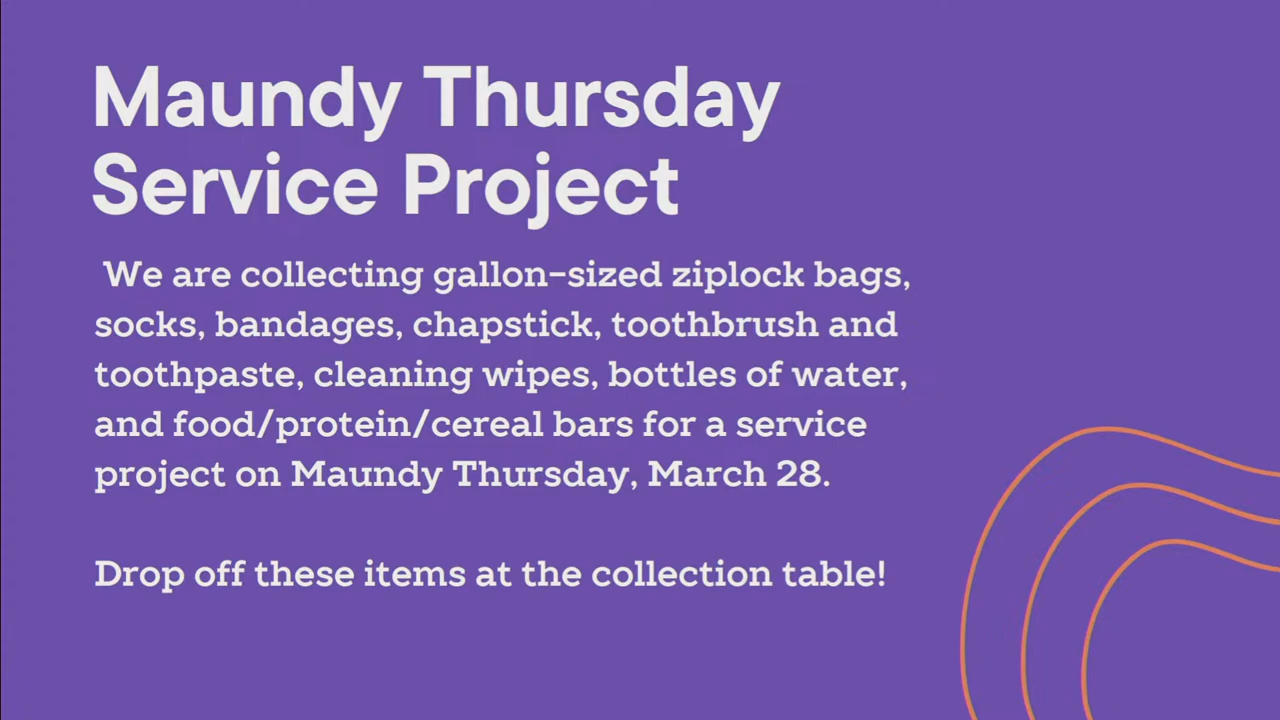 Maundy Thursday
Service Project
We are collecting gallon-sized ziplock bags,
socks, bandages, chapstick, toothbrush and
toothpaste, cleaning wipes, bottles of water,
and food/protein/cereal bars for a service
project on Maundy Thursday, March 28.
Drop off these items at the collection table!